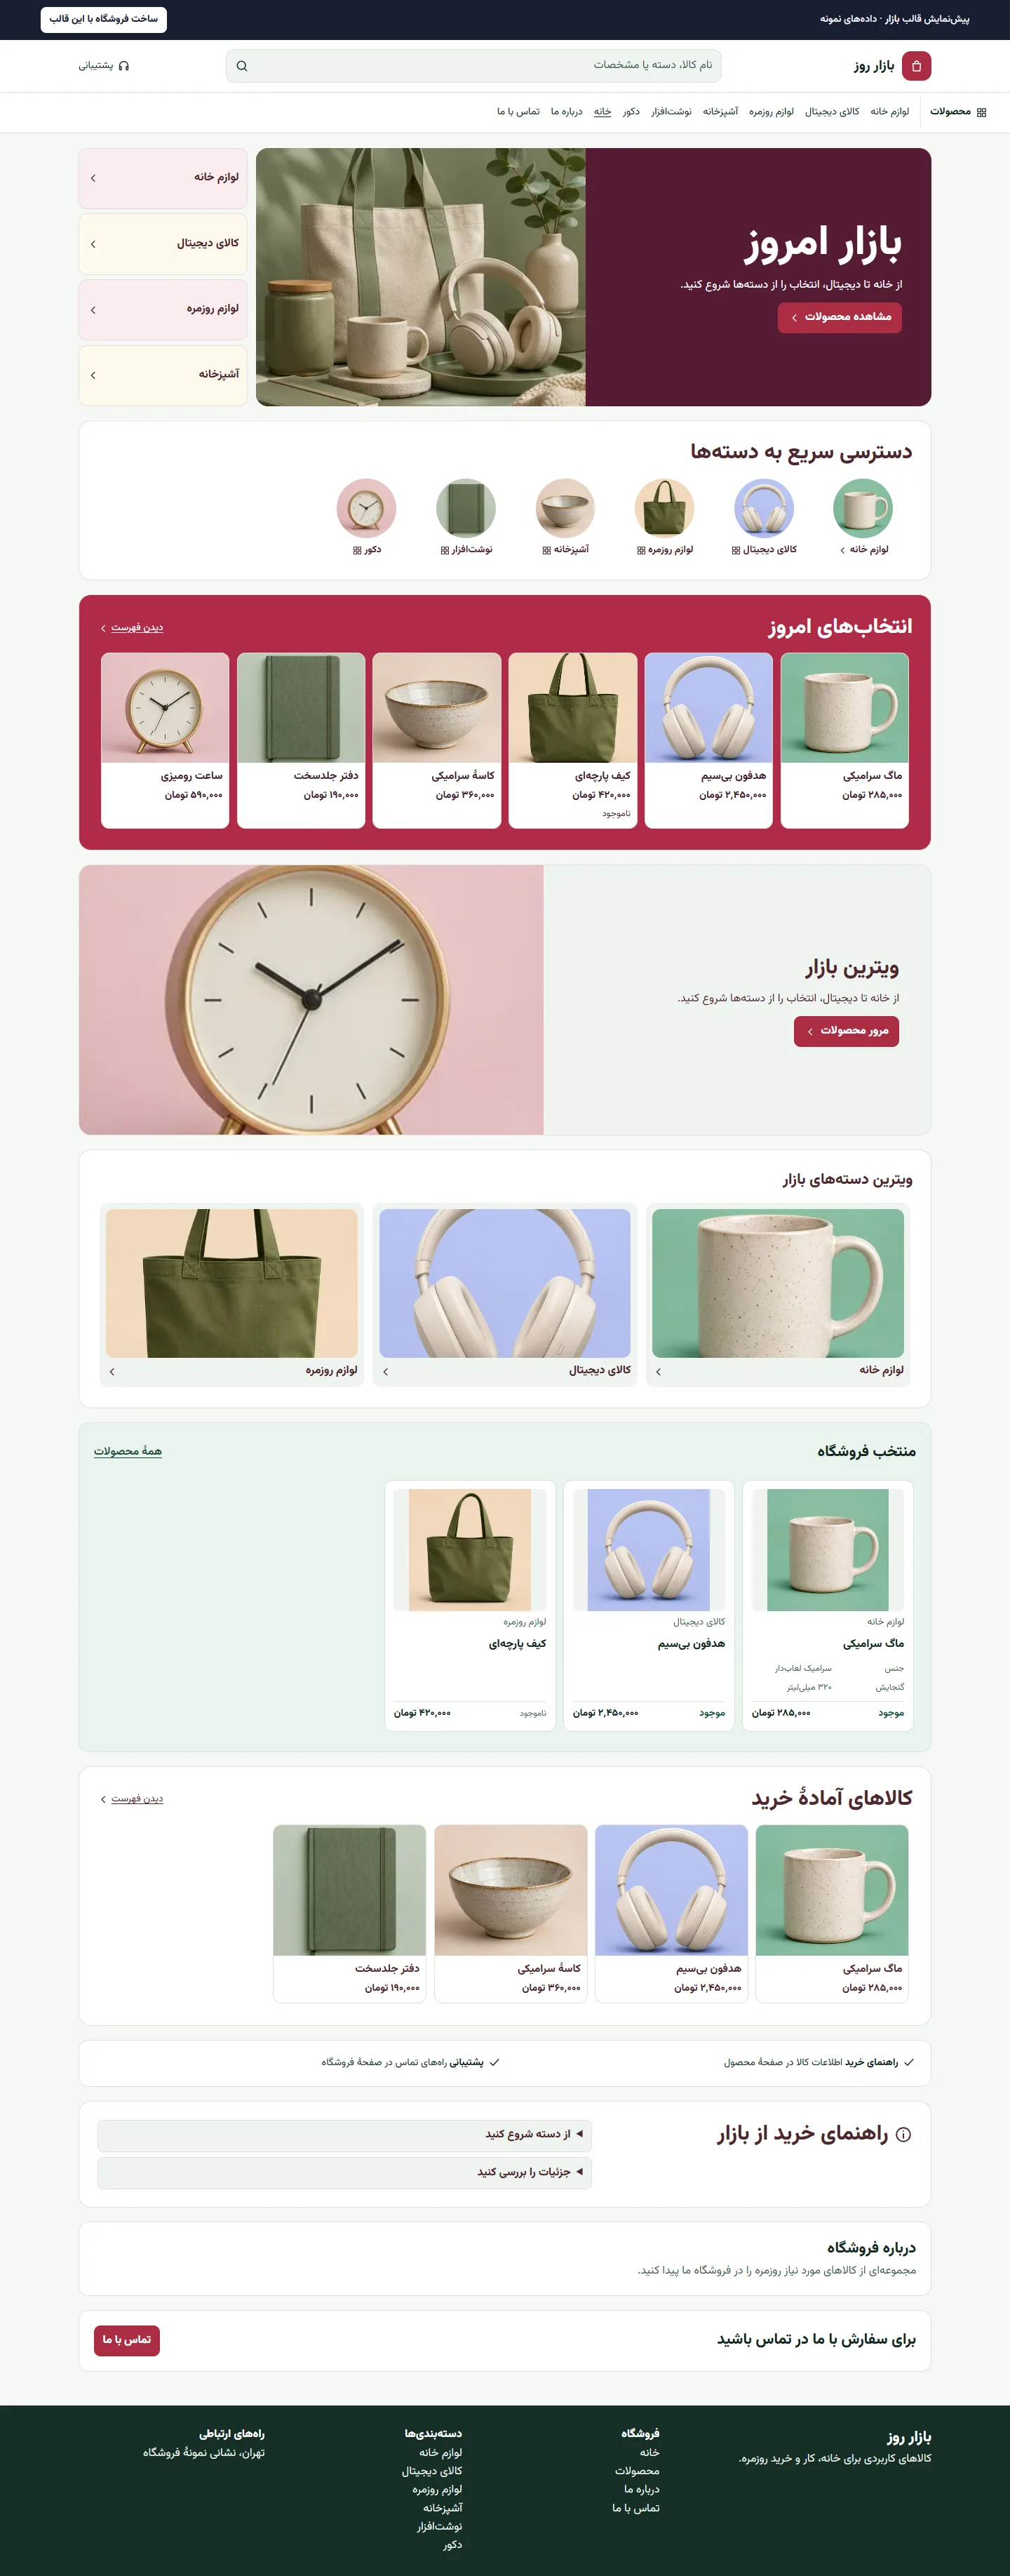 پیش‌نمایش قالب بازار · داده‌های نمونه
ساخت فروشگاه با این قالب
بازار روز
نام کالا، دسته یا مشخصات
پشتیبانی
محصولات
لوازم خانه
کالای دیجیتال
لوازم روزمره
آشپزخانه
نوشت‌افزار
دکور
خانه
درباره ما
تماس با ما
بازار امروز
از خانه تا دیجیتال، انتخاب را از دسته‌ها شروع کنید.
مشاهده محصولات
لوازم خانه
کالای دیجیتال
لوازم روزمره
آشپزخانه
دسترسی سریع به دسته‌ها
لوازم خانه
کالای دیجیتال
لوازم روزمره
آشپزخانه
نوشت‌افزار
دکور
انتخاب‌های امروز
دیدن فهرست
ماگ سرامیکی
۲۸۵,۰۰۰ تومان
هدفون بی‌سیم
۲,۴۵۰,۰۰۰ تومان
کیف پارچه‌ای
۴۲۰,۰۰۰ تومان
ناموجود
کاسهٔ سرامیکی
۳۶۰,۰۰۰ تومان
دفتر جلدسخت
۱۹۰,۰۰۰ تومان
ساعت رومیزی
۵۹۰,۰۰۰ تومان
ویترین بازار
از خانه تا دیجیتال، انتخاب را از دسته‌ها شروع کنید.
مرور محصولات
ویترین دسته‌های بازار
لوازم خانه
کالای دیجیتال
لوازم روزمره
منتخب فروشگاه
همهٔ محصولات
لوازم خانه
ماگ سرامیکی
جنس سرامیک لعاب‌دار
گنجایش ۳۲۰ میلی‌لیتر
موجود ۲۸۵,۰۰۰ تومان
کالای دیجیتال
هدفون بی‌سیم
موجود ۲,۴۵۰,۰۰۰ تومان
لوازم روزمره
کیف پارچه‌ای
ناموجود ۴۲۰,۰۰۰ تومان
کالاهای آمادهٔ خرید
دیدن فهرست
ماگ سرامیکی
۲۸۵,۰۰۰ تومان
هدفون بی‌سیم
۲,۴۵۰,۰۰۰ تومان
کاسهٔ سرامیکی
۳۶۰,۰۰۰ تومان
دفتر جلدسخت
۱۹۰,۰۰۰ تومان
راهنمای خرید اطلاعات کالا در صفحهٔ محصول
پشتیبانی راه‌های تماس در صفحهٔ فروشگاه
راهنمای خرید از بازار
از دسته شروع کنید
جزئیات را بررسی کنید
درباره فروشگاه
مجموعه‌ای از کالاهای مورد نیاز روزمره را در فروشگاه ما پیدا کنید.
برای سفارش با ما در تماس باشید
تماس با ما
بازار روز
کالاهای کاربردی برای خانه، کار و خرید روزمره.
فروشگاه
خانه
محصولات
درباره ما
تماس با ما
دسته‌بندی‌ها
لوازم خانه
کالای دیجیتال
لوازم روزمره
آشپزخانه
نوشت‌افزار
دکور
راه‌های ارتباطی
تهران، نشانی نمونهٔ فروشگاه